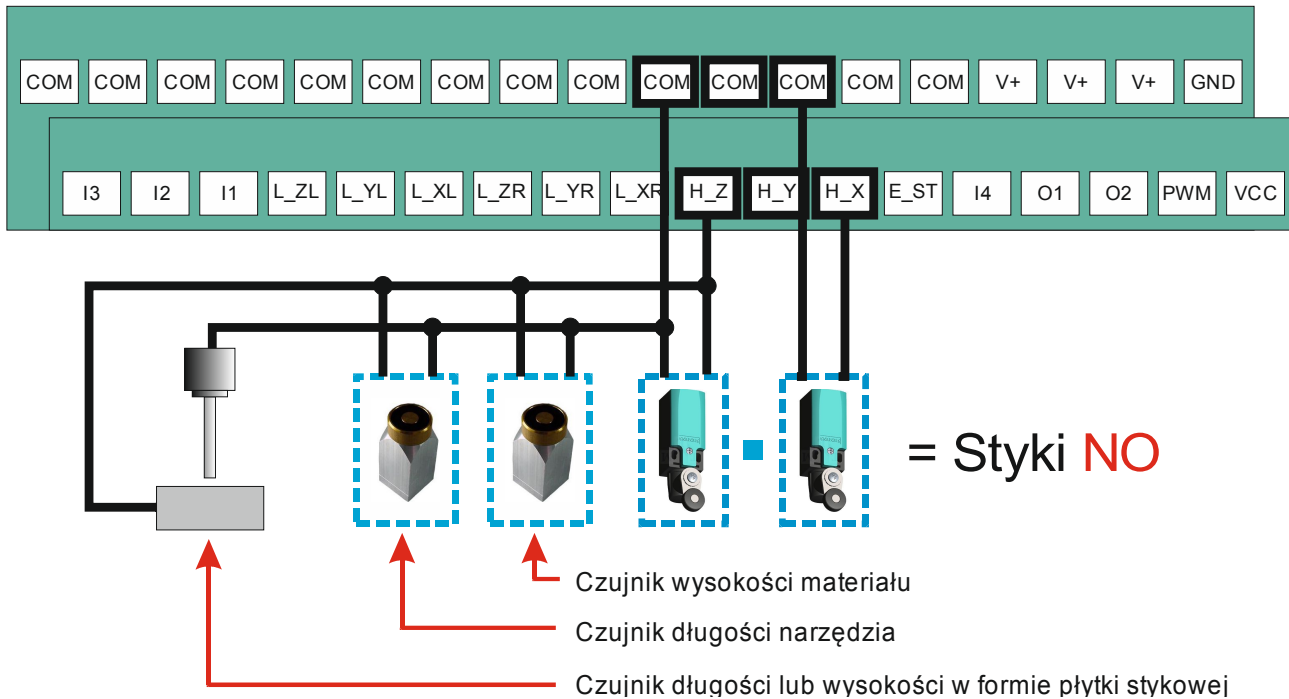 COM COM COM COM COM COM COM COM COM COM COM COM COM COM V+ V+ V+ GND
I3 I2 I1 L_ZL L_YL L_XL L_ZR L_YR L_XR H_Z H_Y H_X E_ST I4 O1 O2 PWM VCC
= Styki NO
Czujnik wysokości materiału
Czujnik długości narzędzia
Czujnik długości lub wysokości w formie płytki stykowej